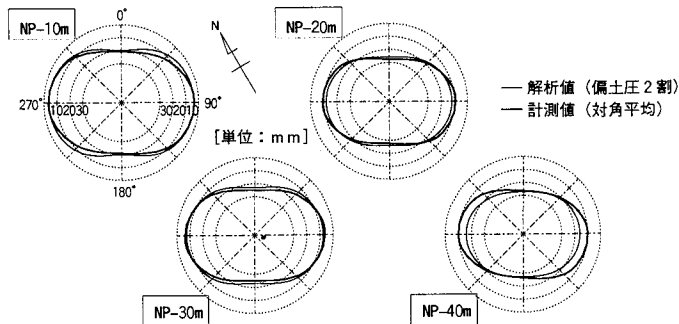 NP-10m
0°
N
NP-20m
270°
102030
302010
90°
180°
[単位：mm]
解析値（偏土圧2割）
計測値（対角平均）
NP-30m
NP-40m